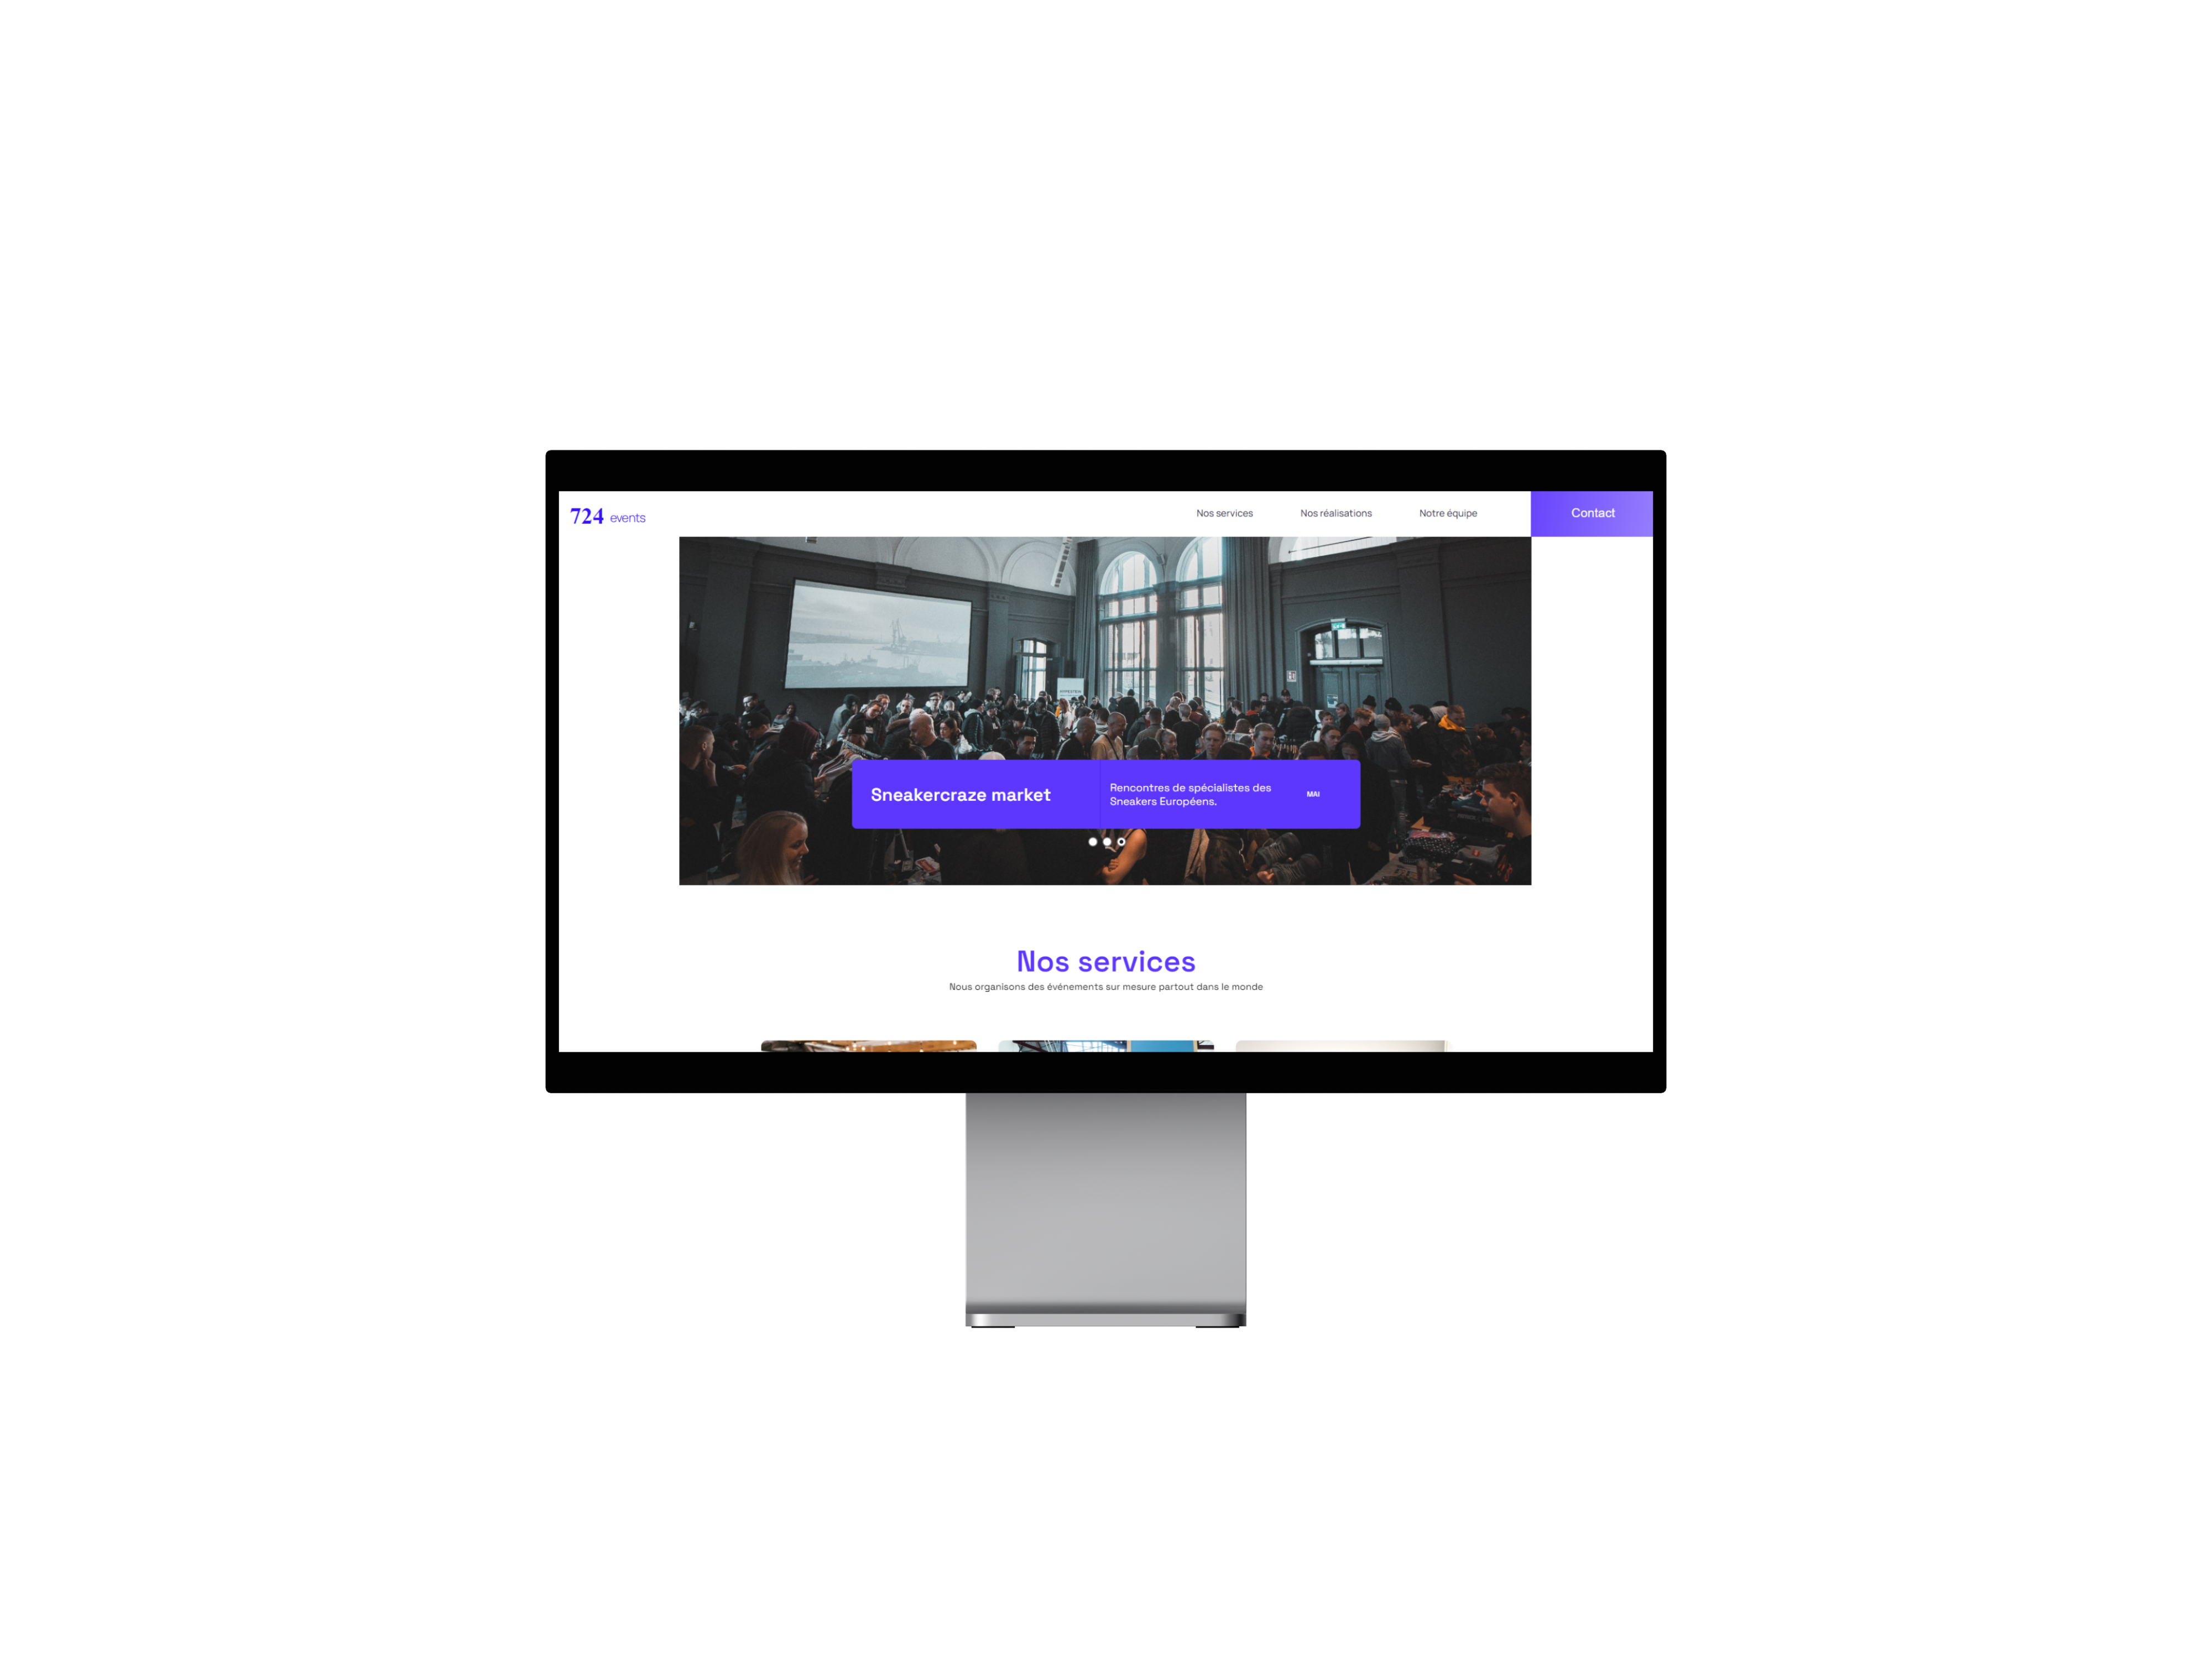 724 events
Nos services
Nos réalisations
Notre équipe
Contact
Sneakercraze market
Rencontres de spécialistes des
Sneakers Européens.
MAI
Nos services
Nous organisons des événements sur mesure partout dans le monde